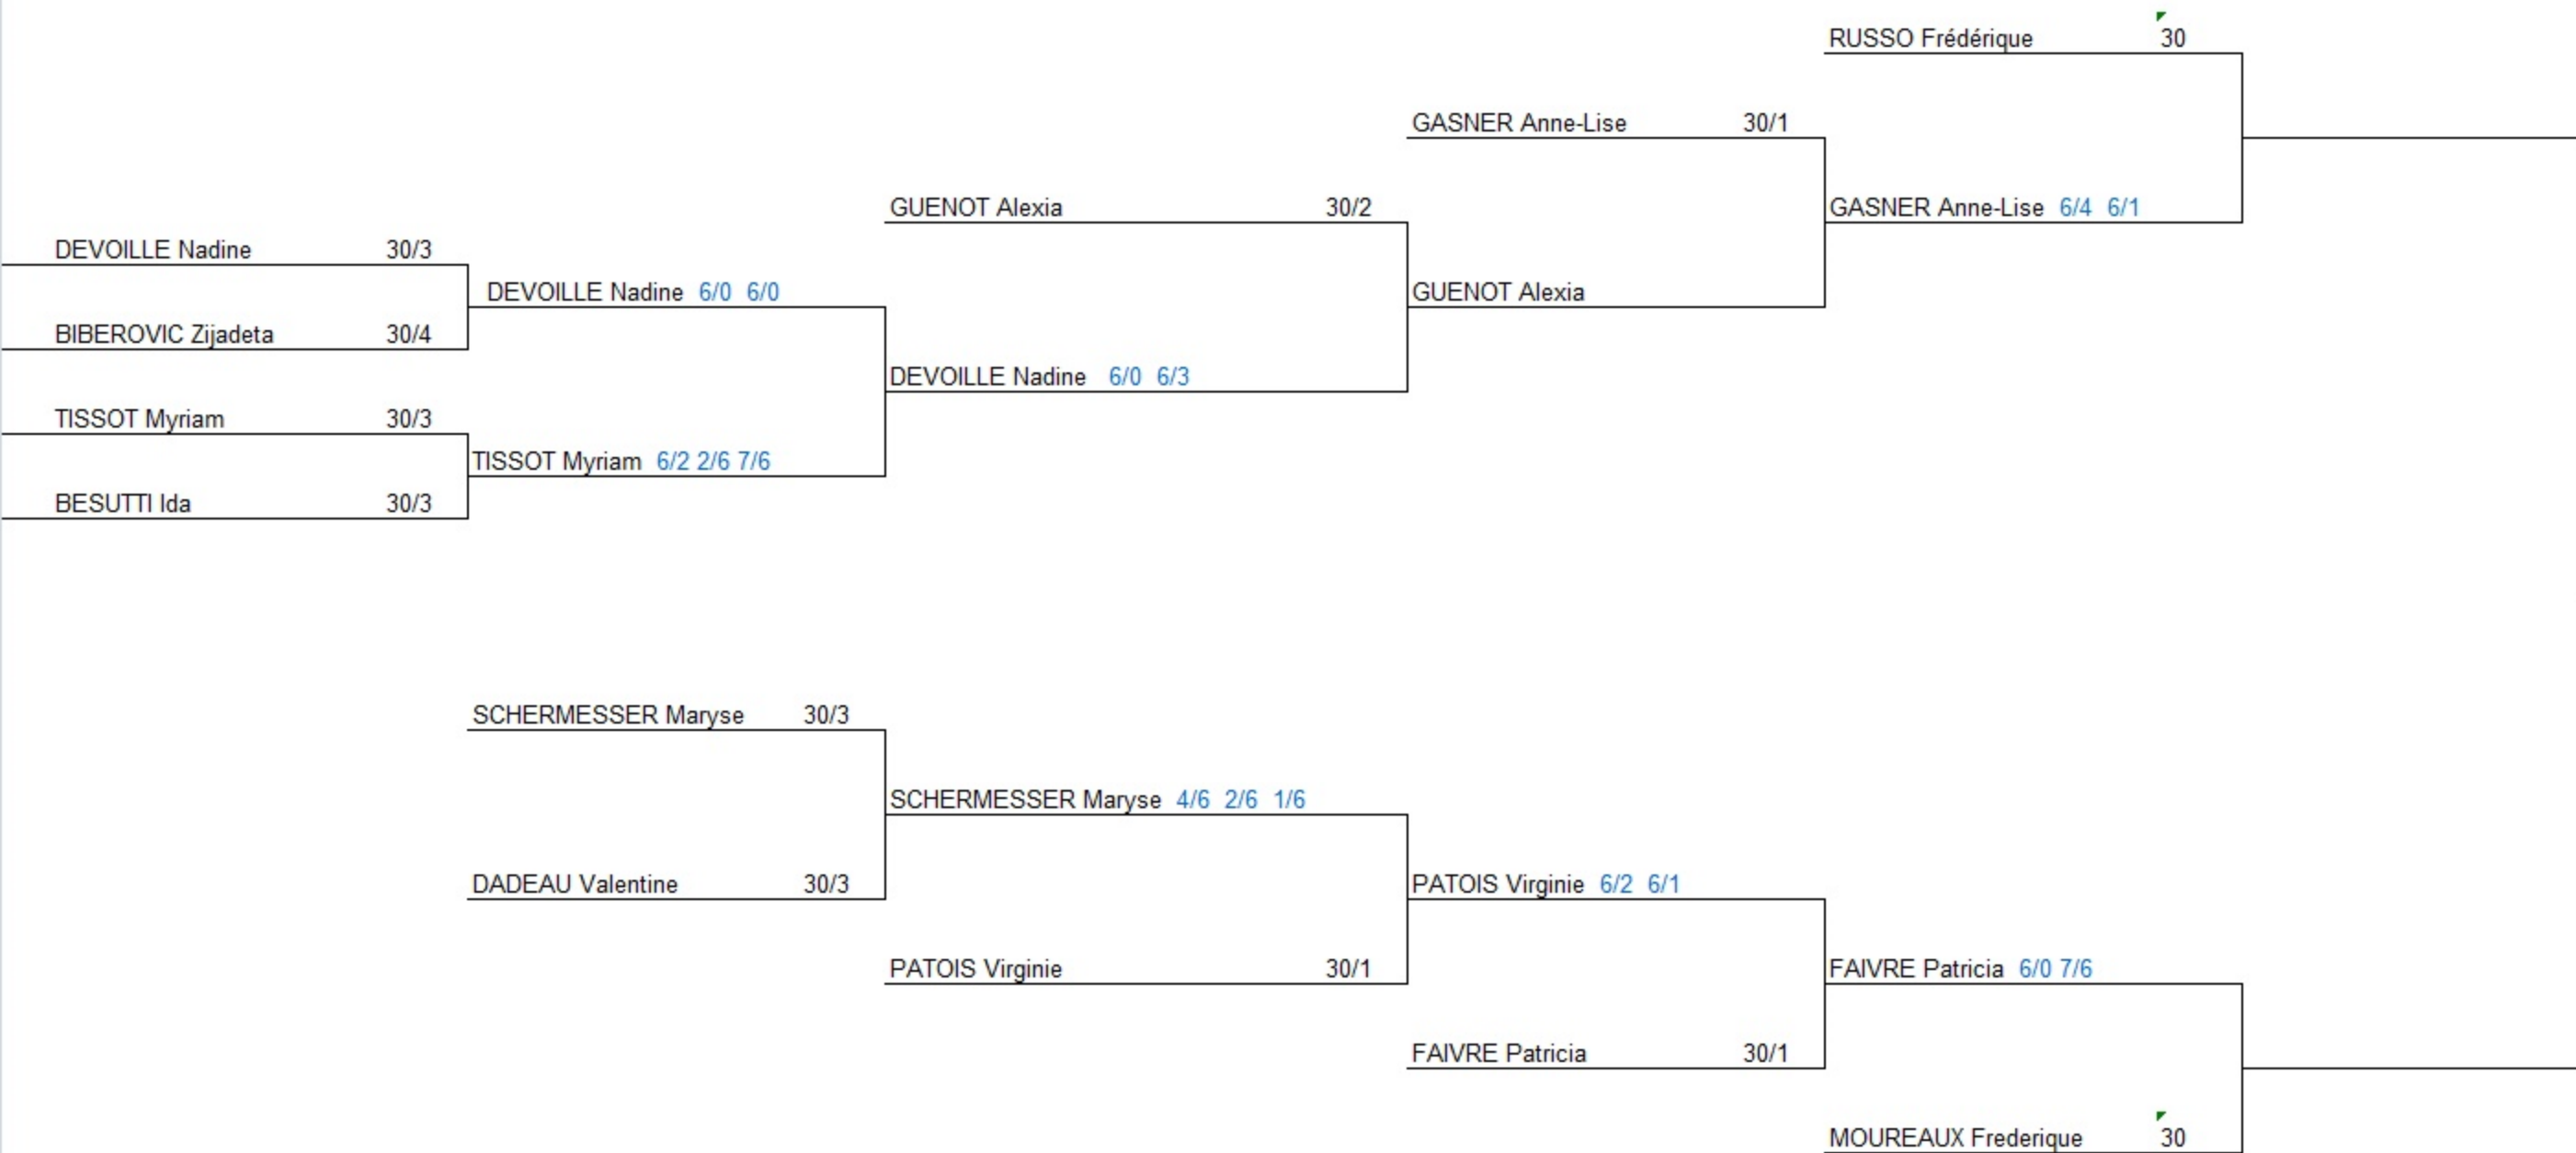 RUSSO Frédérique 30
GASNER Anne-Lise 30/1
GUENOT Alexia 30/2
GASNER Anne-Lise 6/4 6/1
DEVOILLE Nadine 30/3
DEVOILLE Nadine 6/0 6/0
GUENOT Alexia
BIBEROVIC Zijadeta 30/4
DEVOILLE Nadine 6/0 6/3
TISSOT Myriam 30/3
TISSOT Myriam 6/2 2/6 7/6
BESUTTI Ida 30/3
SCHERMESSER Maryse 30/3
SCHERMESSER Maryse 4/6 2/6 1/6
DADEAU Valentine 30/3
PATOIS Virginie 6/2 6/1
PATOIS Virginie 30/1
FAIVRE Patricia 6/0 7/6
FAIVRE Patricia 30/1
MOUREAUX Frederique 30